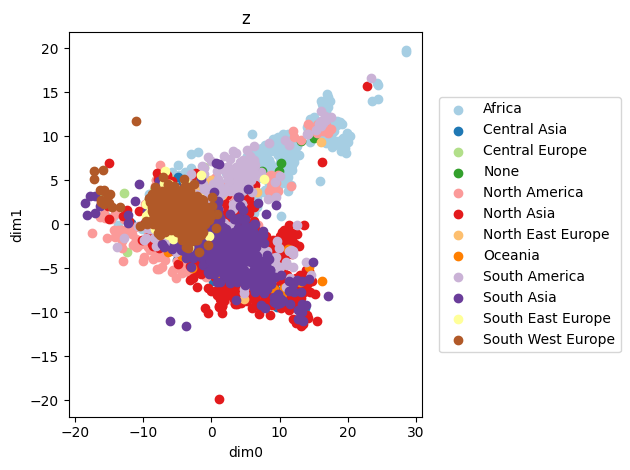 z
20
15
10
5
0
−5
−10
−15
−20
dim1
−20 −10 0 10 20 30
dim0
Africa
Central Asia
Central Europe
None
North America
North Asia
North East Europe
Oceania
South America
South Asia
South East Europe
South West Europe